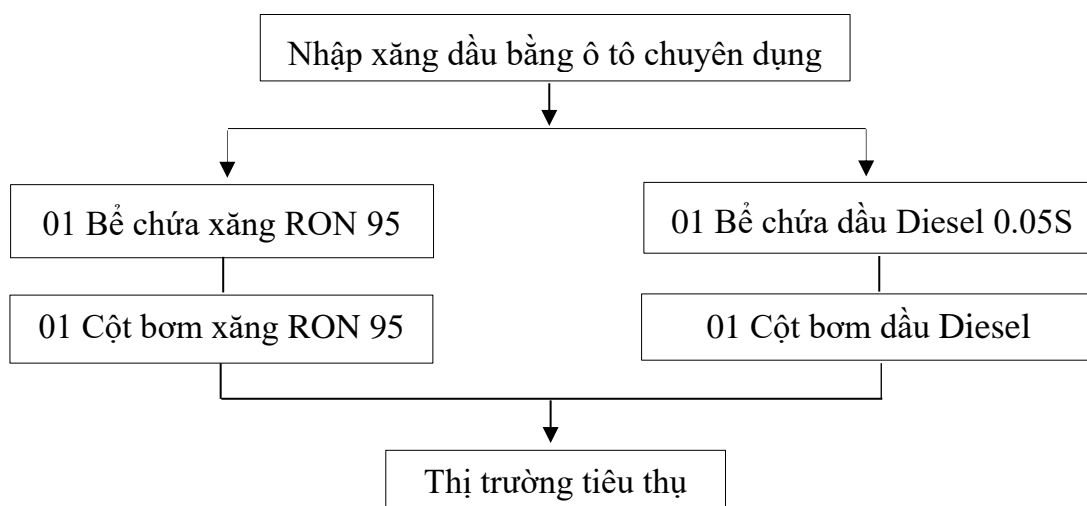 Nhập xăng dầu bằng ô tô chuyên dụng
01 Bể chứa xăng RON 95
01 Bể chứa dầu Diesel 0.05S
01 Cột bơm xăng RON 95
01 Cột bơm dầu Diesel
Thị trường tiêu thụ